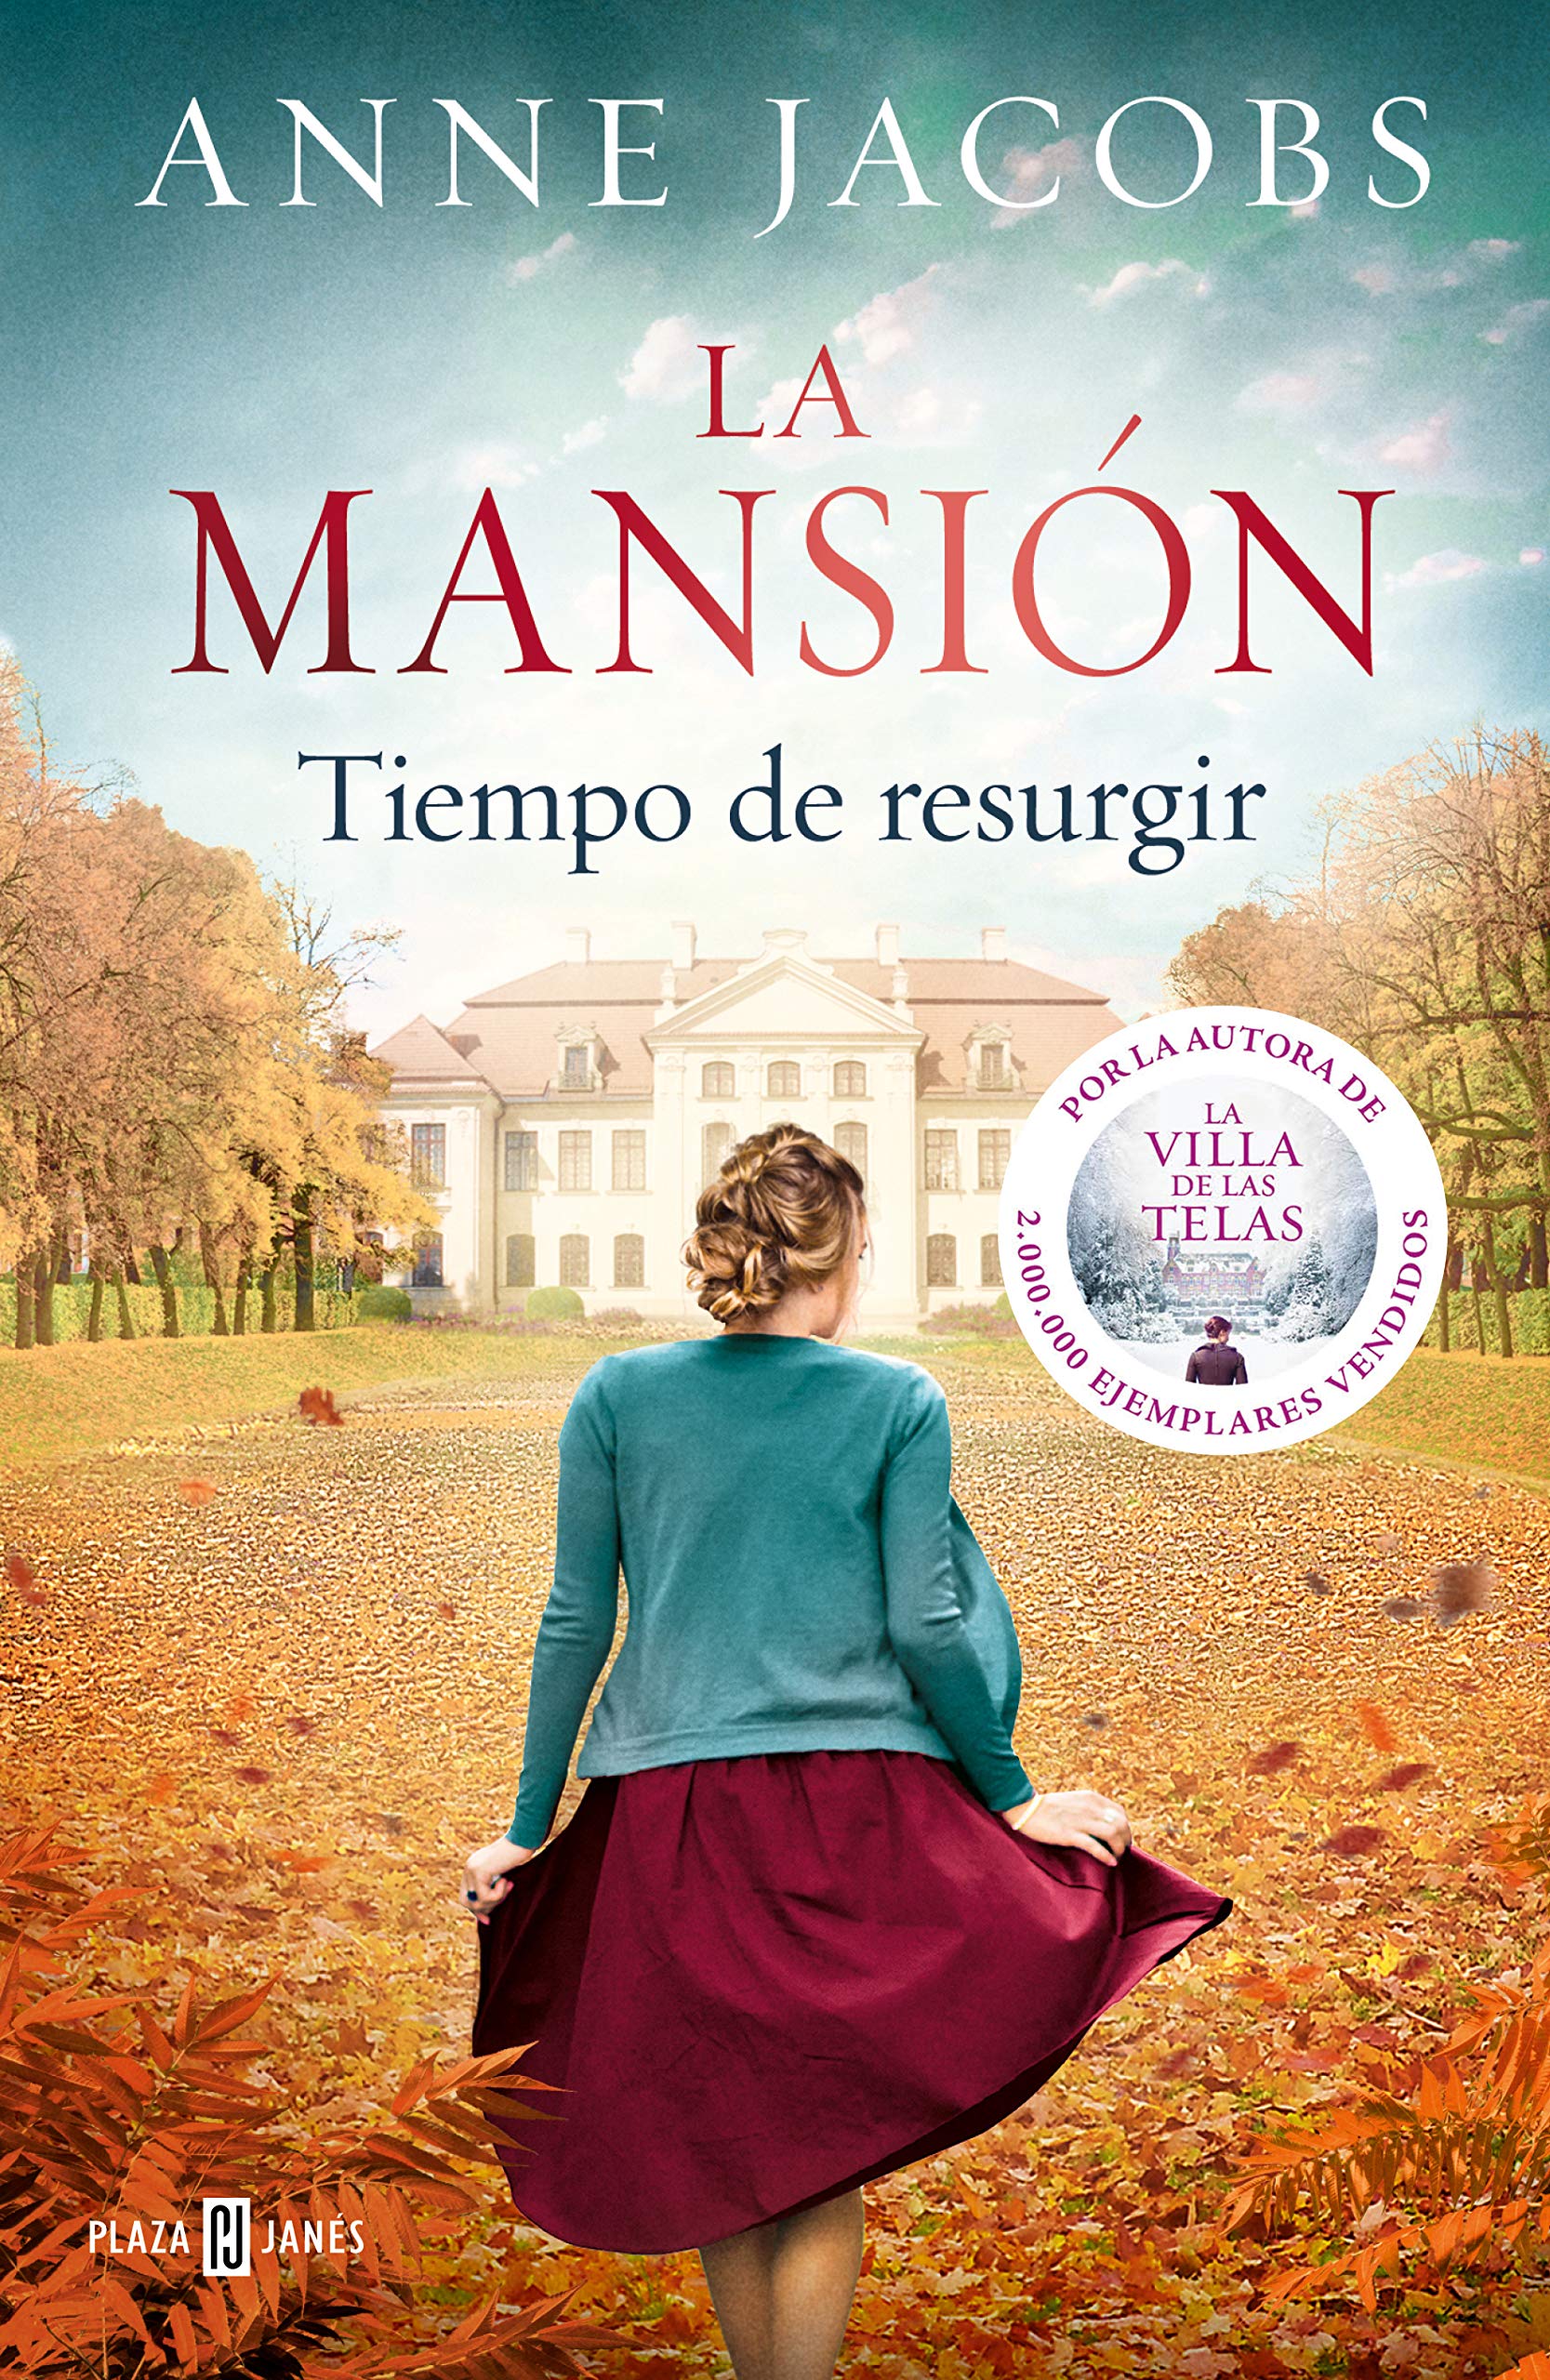 ANNE JACOBS
LA
MANSIÓN
Tiempo de resurgir
POR LA AUTORA DE
LA
VILLA
DE LAS
TELAS
2.000.000 EJEMPLARES VENDIDOS
PLAZA PJ JANÉS